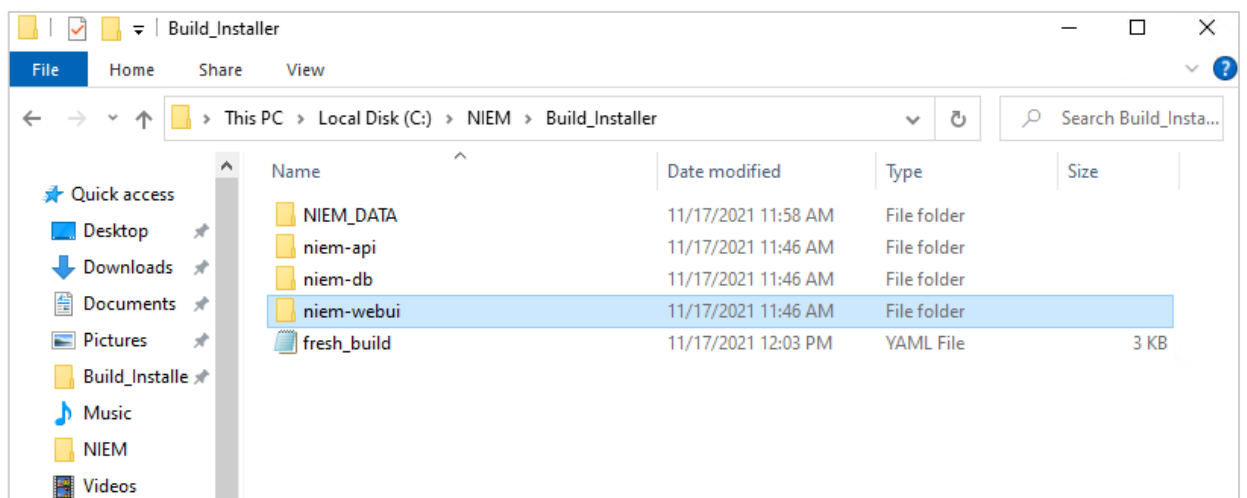 Build_Installer
File Home Share View
This PC > Local Disk (C:) > NIEM > Build_Installer
Search Build_Insta...
Name Date modified Type Size
Quick access
Desktop
Downloads
Documents
Pictures
Build_Installe
Music
NIEM
Videos
NIEM_DATA 11/17/2021 11:58 AM File folder
niem-api 11/17/2021 11:46 AM File folder
niem-db 11/17/2021 11:46 AM File folder
niem-webui 11/17/2021 11:46 AM File folder
fresh_build 11/17/2021 12:03 PM YAML File 3 KB